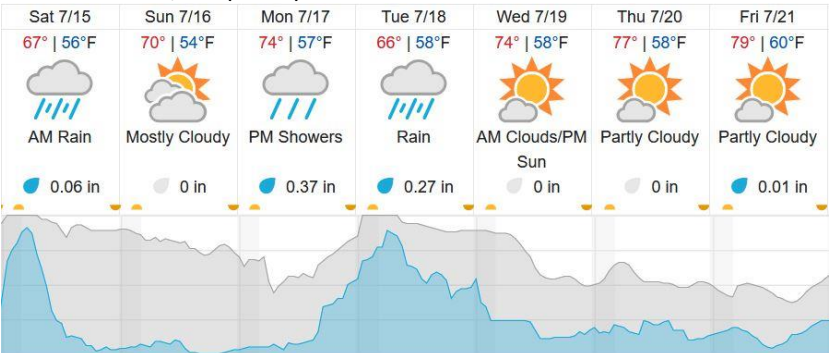 Sat 7/15
Sun 7/16
Mon 7/17
Tue 7/18
Wed 7/19
Thu 7/20
Fri 7/21
67° | 56°F
70° | 54°F
74° | 57°F
66° | 58°F
74° | 58°F
77° | 58°F
79° | 60°F
AM Rain
Mostly Cloudy
PM Showers
Rain
AM Clouds/PM
Sun
Partly Cloudy
Partly Cloudy
0.06 in
0 in
0.37 in
0.27 in
0 in
0 in
0.01 in